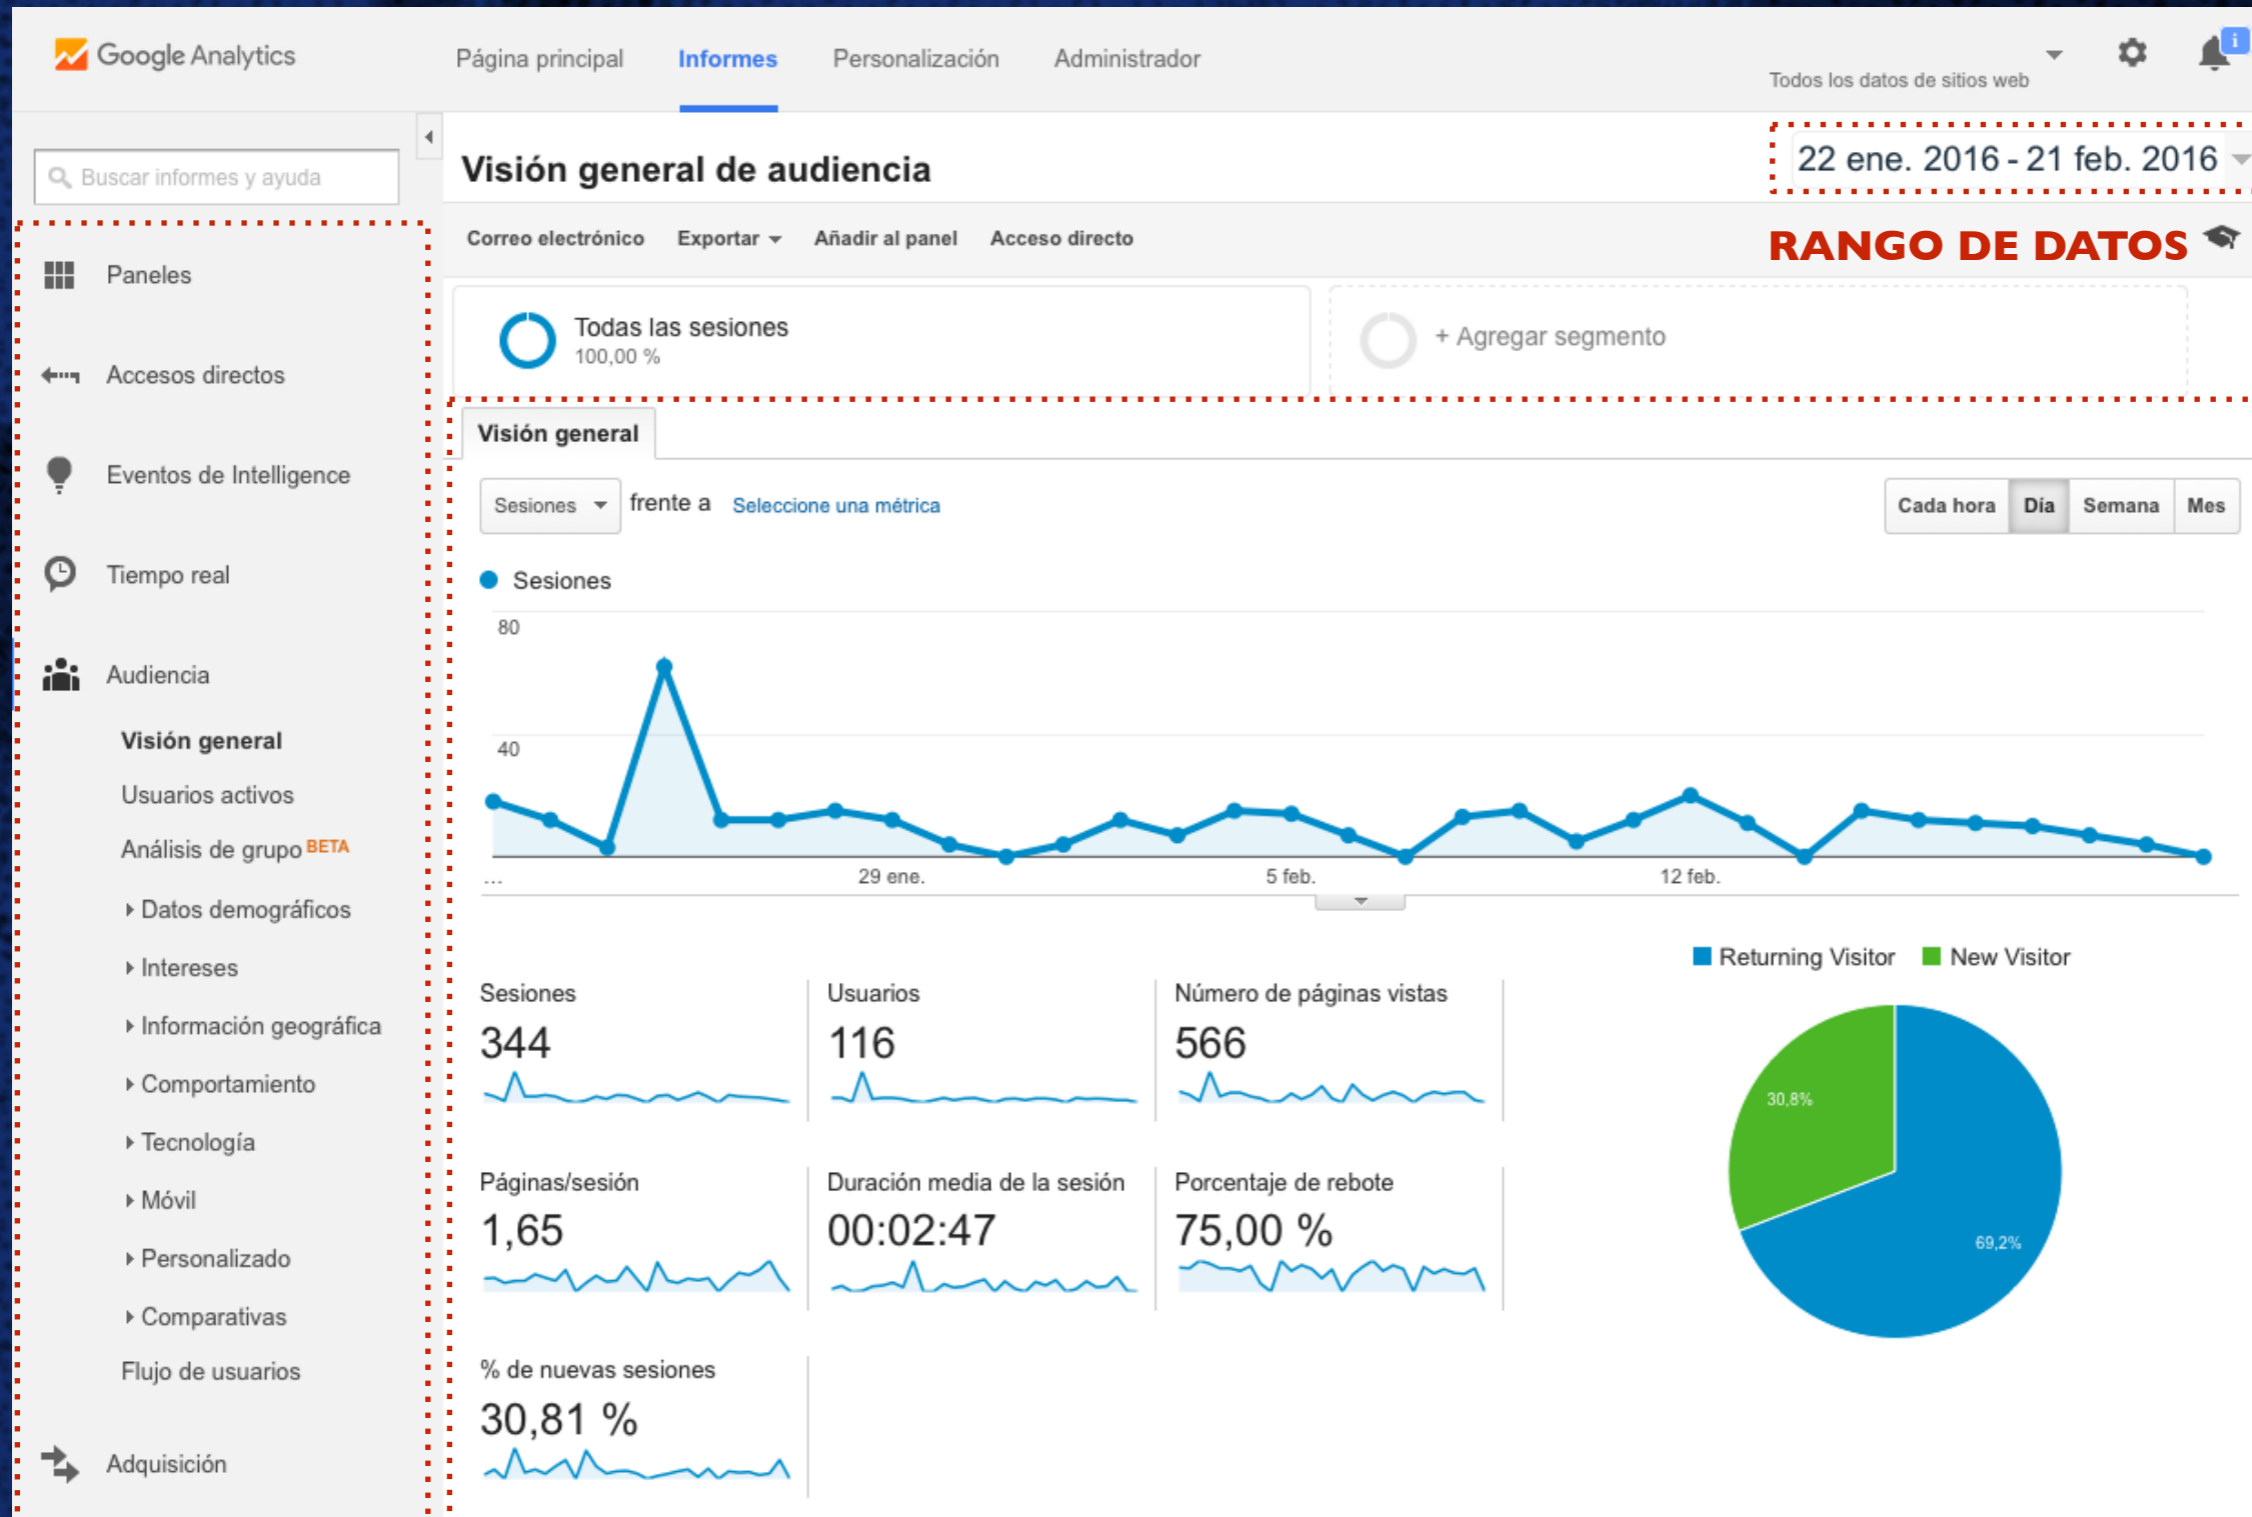 Google Analytics
Página principal
Informes
Personalización
Administrador
Todos los datos de sitios web
i
Buscar informes y ayuda
Visión general de audiencia
22 ene. 2016 - 21 feb. 2016
Correo electrónico
Exportar
Añadir al panel
Acceso directo
RANGO DE DATOS
Paneles
Accesos directos
Eventos de Intelligence
Tiempo real
Audiencia
Visión general
Usuarios activos
Análisis de grupo BETA
Datos demográficos
Intereses
Información geográfica
Comportamiento
Tecnología
Móvil
Personalizado
Comparativas
Flujo de usuarios
Adquisición
Todas las sesiones
100,00 %
+ Agregar segmento
Visión general
Sesiones
frente a
Seleccione una métrica
Cada hora
Día
Semana
Mes
Sesiones
80
40
...
29 ene.
5 feb.
12 feb.
Returning Visitor
New Visitor
Sesiones
344
Usuarios
116
Número de páginas vistas
566
30,8%
69,2%
Páginas/sesión
1,65
Duración media de la sesión
00:02:47
Porcentaje de rebote
75,00 %
% de nuevas sesiones
30,81 %